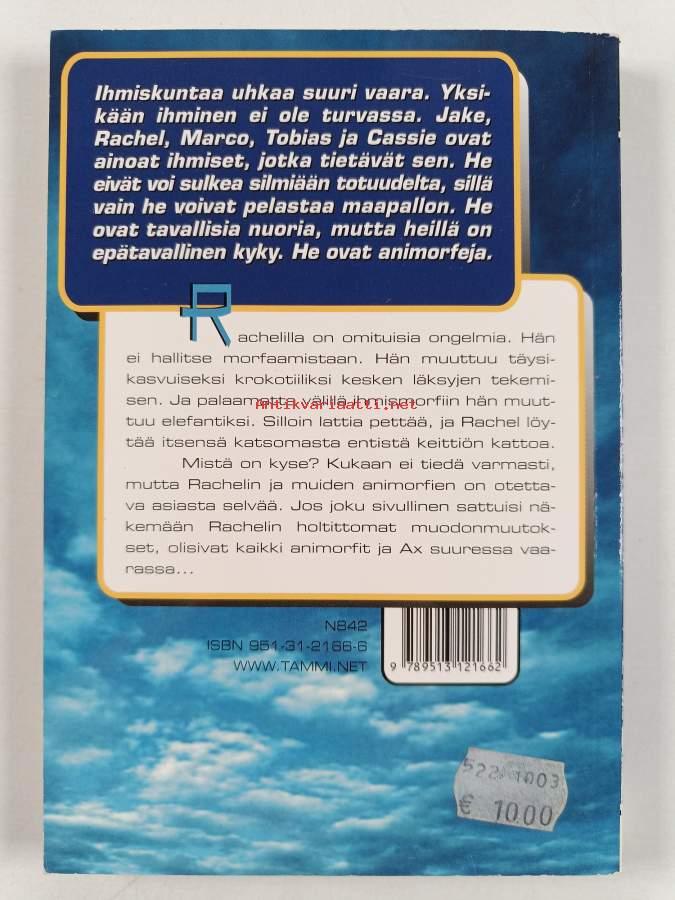 Ihmiskuntaa uhkaa suuri vaara. Yksi-
kään ihminen ei ole turvassa. Jake,
Rachel, Marco, Tobias ja Cassie ovat
ainoat ihmiset, jotka tietävät sen. He
eivät voi sulkea silmiään totuudelta, sillä
vain he voivat pelastaa maapallon. He
ovat tavallisia nuoria, mutta heillä on
epätavallinen kyky. He ovat animorfeja.
Rachelilla on omituisia ongelmia. Hän
ei hallitse morfaamistaan. Hän muuttuu täysi-
kasvuiseksi krokotiiliksi kesken läksyjen tekemi-
sen. Ja palaamatta välillä ihmismorfiin hän muut-
Antikvariaatti.net
tuu elefantiksi. Silloin lattia pettää, ja Rachel löy-
tää itsensä katsomasta entistä keittiön kattoa.
Mistä on kyse? Kukaan ei tiedä varmasti,
mutta Rachelin ja muiden animorfien on otetta-
va asiasta selvää. Jos joku sivullinen sattuisi nä-
kemään Rachelin holtittomat muodonmuutok-
set, olisivat kaikki animorfit ja Ax suuressa vaa-
rassa...
N842
ISBN 951-31-2166-6
WWW.TAMMI.NET
9 789513 121662
522 1003
€ 10.00